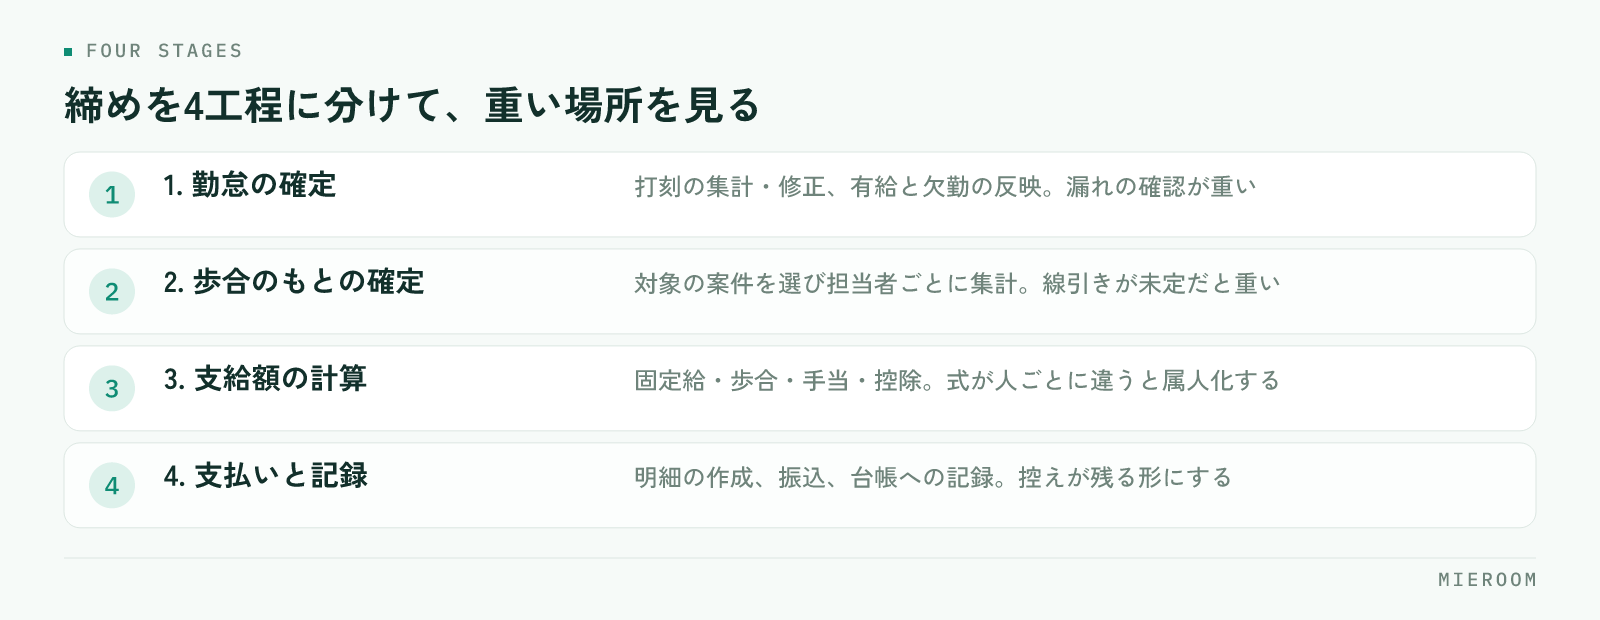 FOUR STAGES
締めを4工程に分けて、重い場所を見る
1 1. 勤怠の確定 打刻の集計・修正、有給と欠勤の反映。漏れの確認が重い
2 2. 歩合のもとの確定 対象の案件を選び担当者ごとに集計。線引きが未定だと重い
3 3. 支給額の計算 固定給・歩合・手当・控除。式が人ごとに違うと属人化する
4 4. 支払いと記録 明細の作成、振込、台帳への記録。控えが残る形にする
MIEROOM